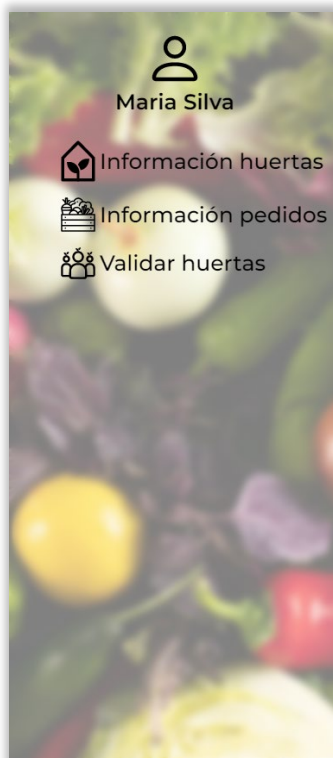 Maria Silva
Información huertas
Información pedidos
Validar huertas